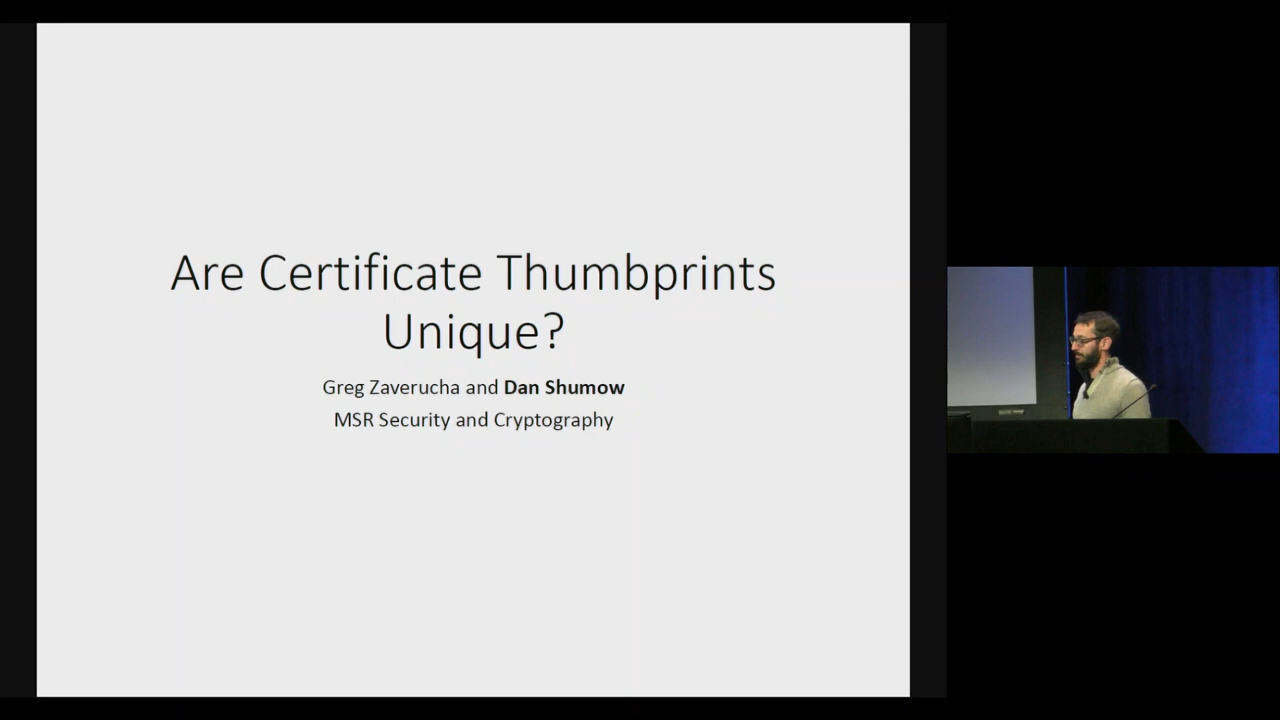 Are Certificate Thumbprints
Unique?
Greg Zaverucha and Dan Shumow
MSR Security and Cryptography